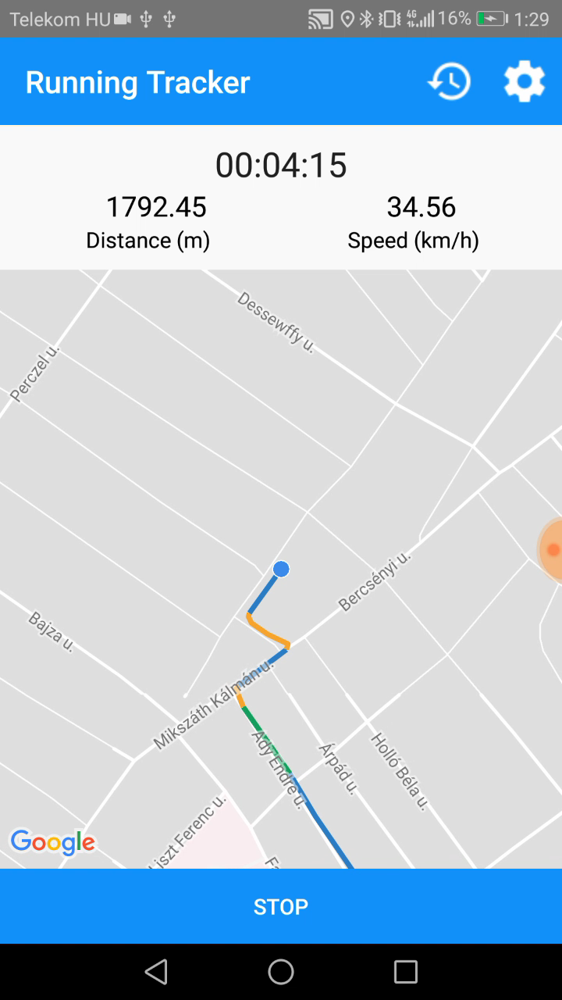 Telekom HU 4G 16% 1:29
Running Tracker
00:04:15
1792.45 34.56
Distance (m) Speed (km/h)
Dessewffy u.
Perczel u.
Bercsényi u.
Bajza u.
Mikszáth Kálmán u.
Ady Endre u.
Árpád u.
Holló Béla u.
Liszt Ferenc u.
Google
STOP